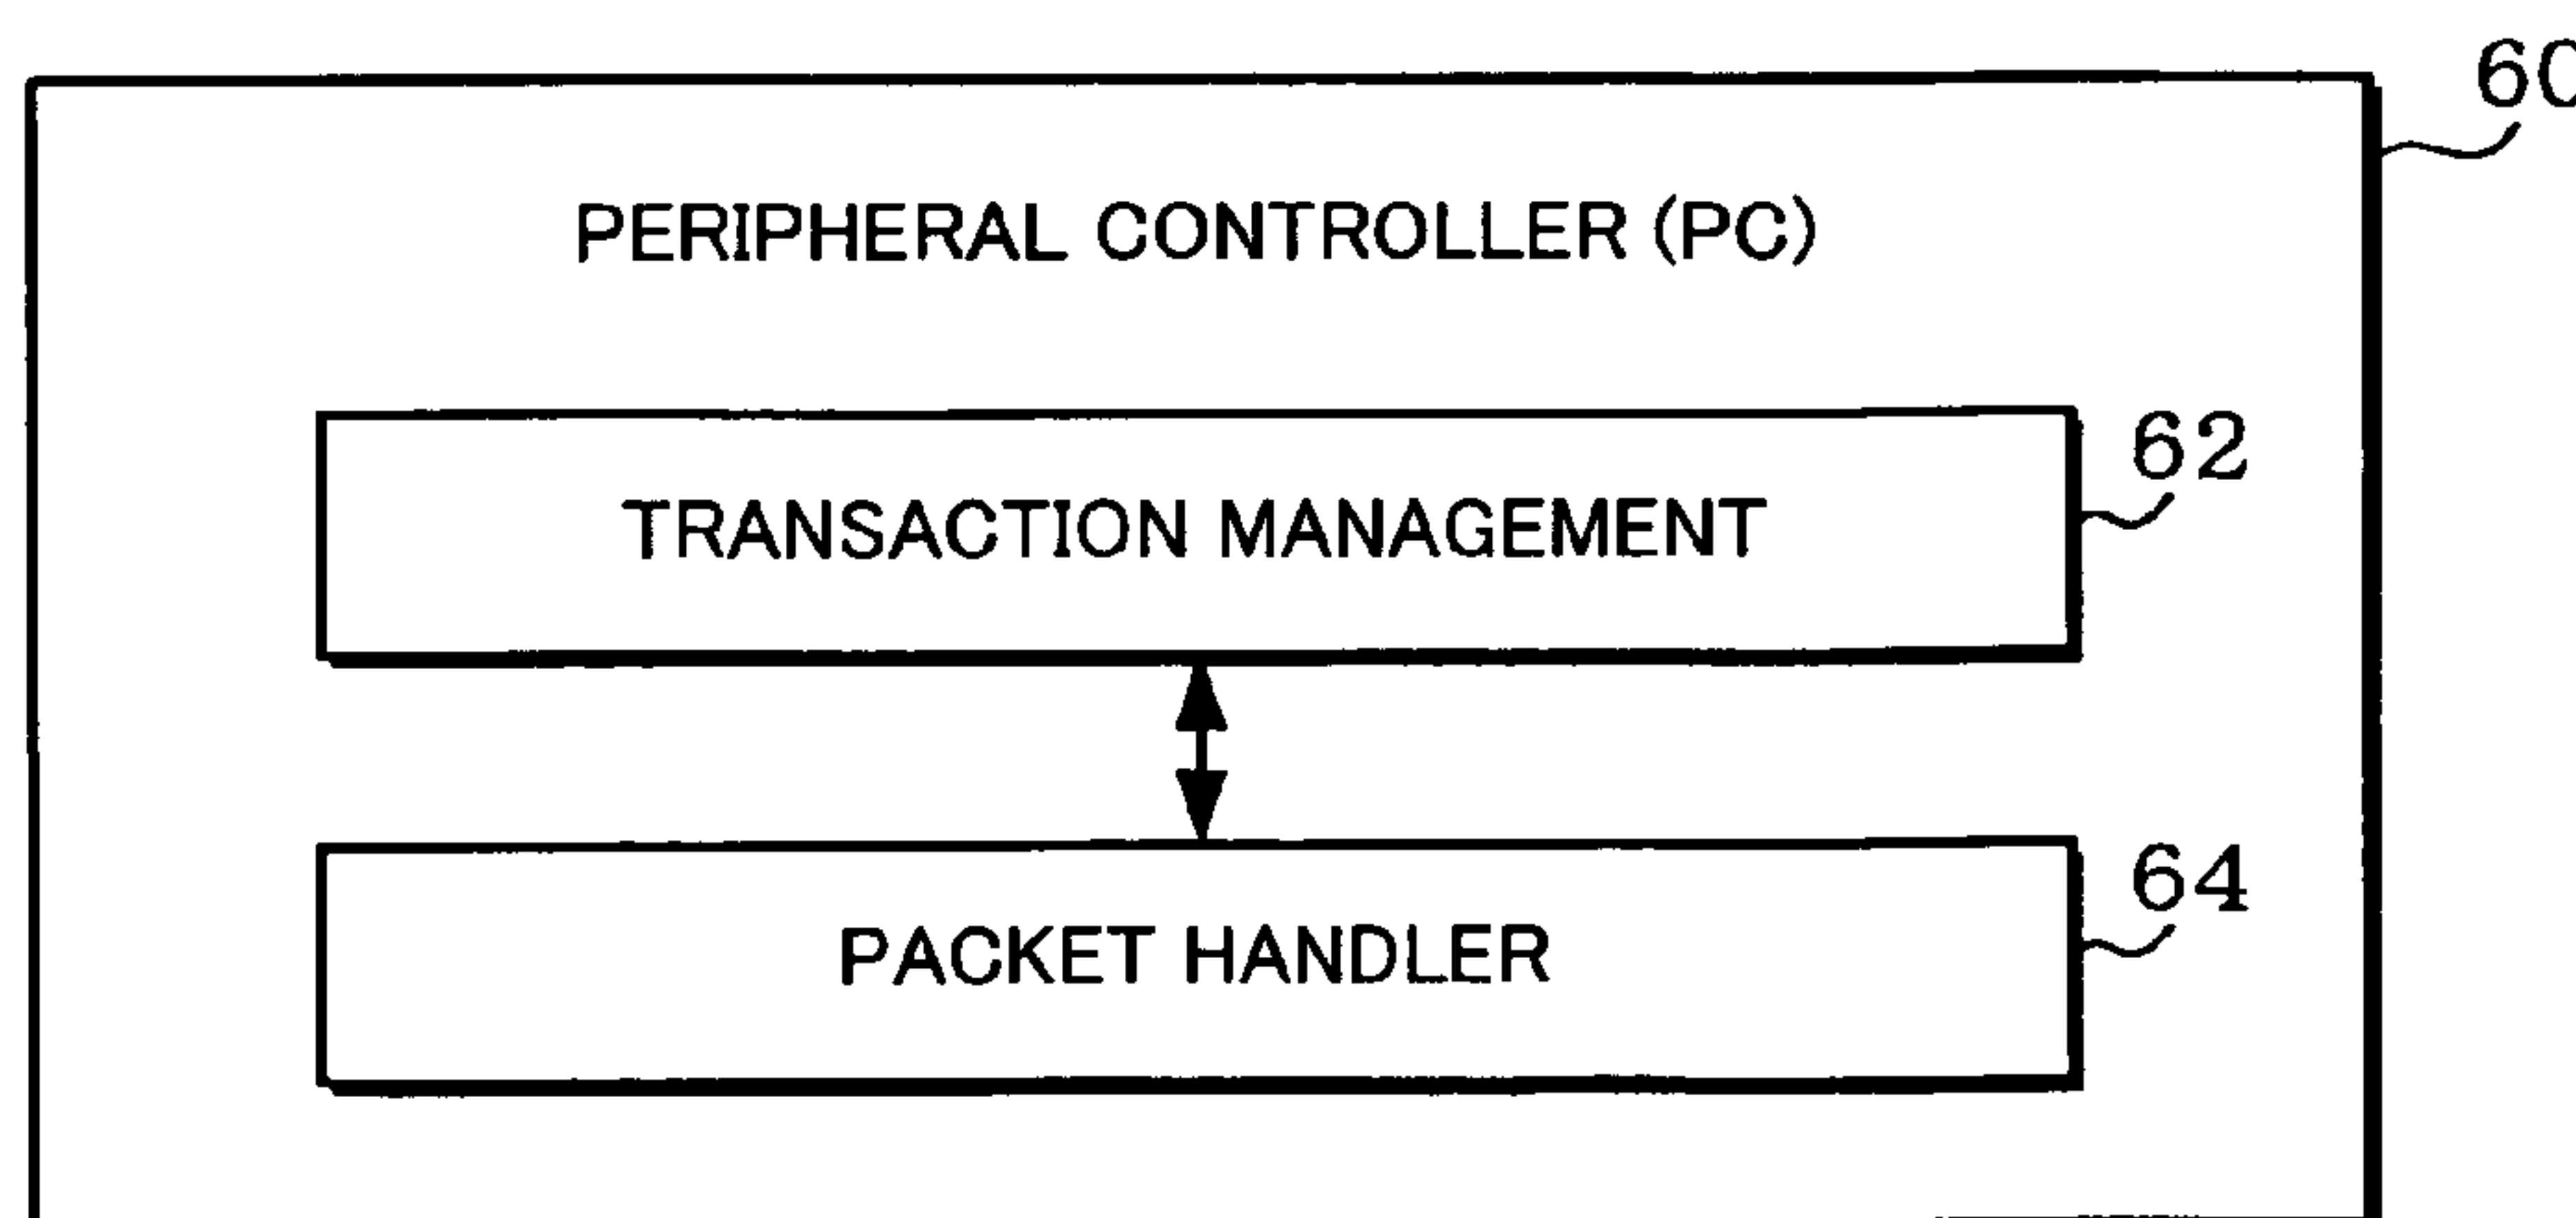 60
PERIPHERAL CONTROLLER (PC)
62
TRANSACTION MANAGEMENT
64
PACKET HANDLER